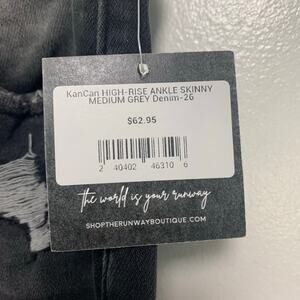 KanCan HIGH-RISE ANKLE SKINNY
MEDIUM GREY Denim-26
$62.95
2 40402 46310 6
the world is your runway
SHOPTHERUNWAYBOUTIQUE.COM